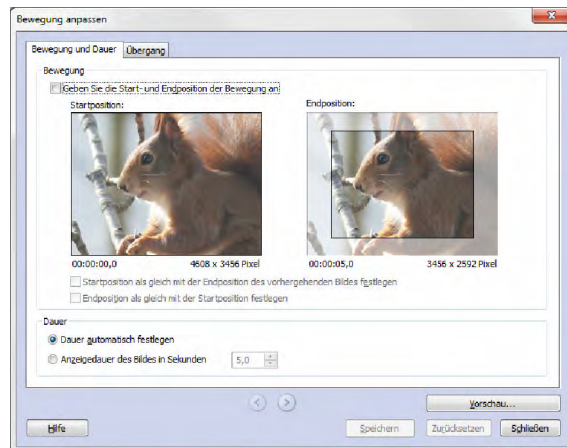 Bewegung anpassen
Bewegung und Dauer Übergang
Bewegung
Geben Sie die Start- und Endposition der Bewegung an
Startposition: Endposition:
00:00:00,0 4608 x 3456 Pixel 00:00:05,0 3456 x 2592 Pixel
Startposition als gleich mit der Endposition des vorhergehenden Bildes festlegen
Endposition als gleich mit der Startposition festlegen
Dauer
Dauer automatisch festlegen
Anzeigedauer des Bildes in Sekunden 5,0
Vorschau...
Hilfe Speichern Zurücksetzen Schließen